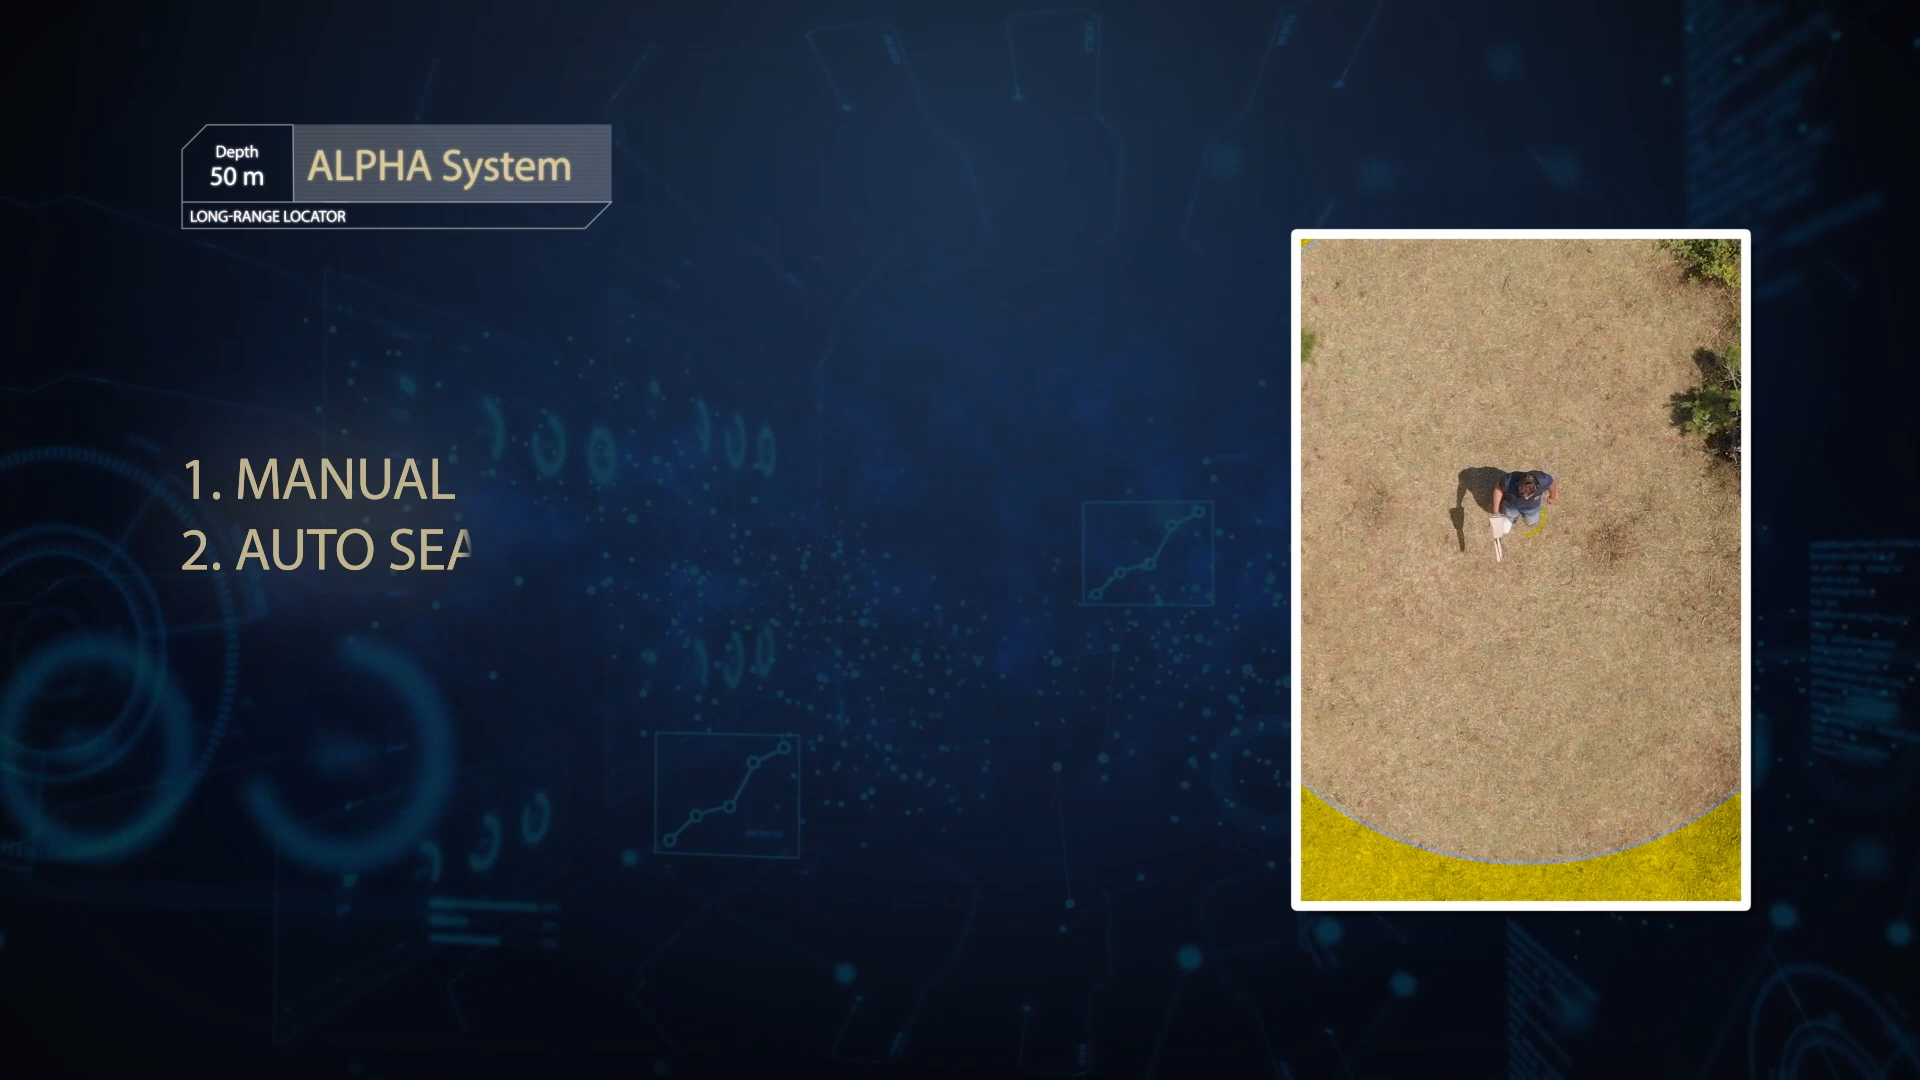 Depth
50 m
ALPHA System
LONG-RANGE LOCATOR
1. MANUAL
2. AUTO SEA